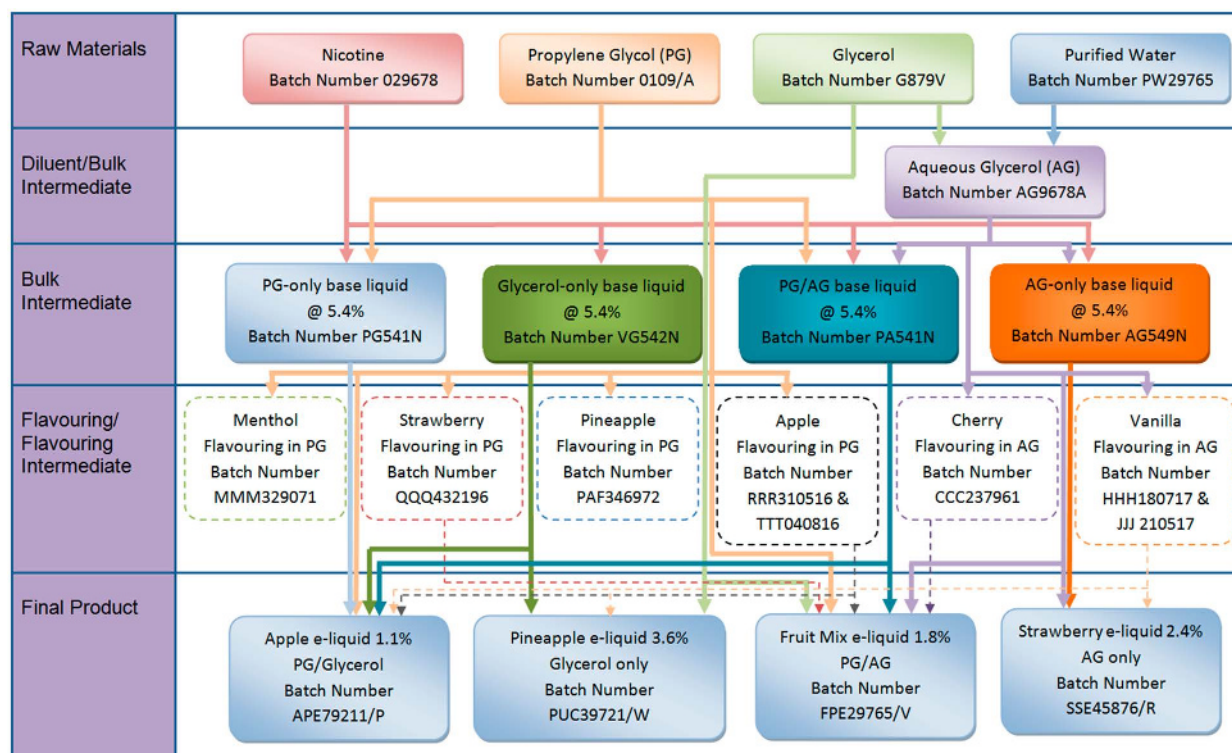 Raw Materials
Nicotine
Batch Number 029678
Propylene Glycol (PG)
Batch Number 0109/A
Glycerol
Batch Number G879V
Purified Water
Batch Number PW29765
Diluent/Bulk
Intermediate
Aqueous Glycerol (AG)
Batch Number AG9678A
Bulk
Intermediate
PG-only base liquid
@ 5.4%
Batch Number PG541N
Glycerol-only base liquid
@ 5.4%
Batch Number VG542N
PG/AG base liquid
@ 5.4%
Batch Number PA541N
AG-only base liquid
@ 5.4%
Batch Number AG549N
Flavouring/
Flavouring
Intermediate
Menthol
Flavouring in PG
Batch Number
MMM329071
Strawberry
Flavouring in PG
Batch Number
QQQ432196
Pineapple
Flavouring in PG
Batch Number
PAF346972
Apple
Flavouring in PG
Batch Number
RRR310516 &
TTT040816
Cherry
Flavouring in AG
Batch Number
CCC237961
Vanilla
Flavouring in AG
Batch Number
HHH180717 &
JJJ 210517
Final Product
Apple e-liquid 1.1%
PG/Glycerol
Batch Number
APE79211/P
Pineapple e-liquid 3.6%
Glycerol only
Batch Number
PUC39721/W
Fruit Mix e-liquid 1.8%
PG/AG
Batch Number
FPE29765/V
Strawberry e-liquid 2.4%
AG only
Batch Number
SSE45876/R